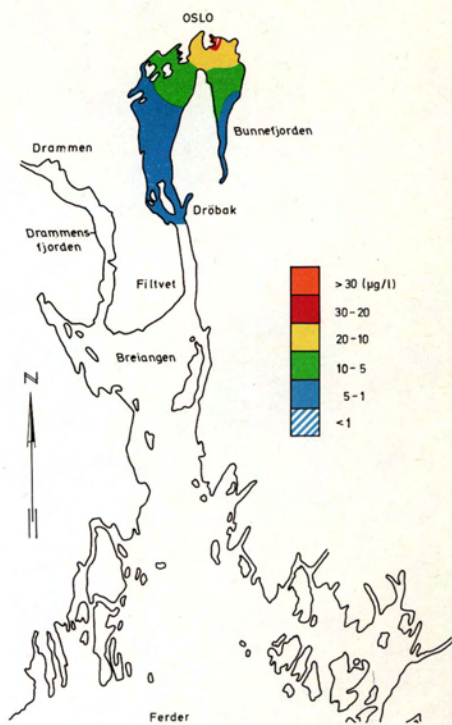 OSLO
Bunnefjorden
Drammen
Dröbak
Drammens-
fjorden
Filtvet
>30 (µg/l)
30-20
20-10
10-5
5-1
<1
Breiangen
N
Ferder